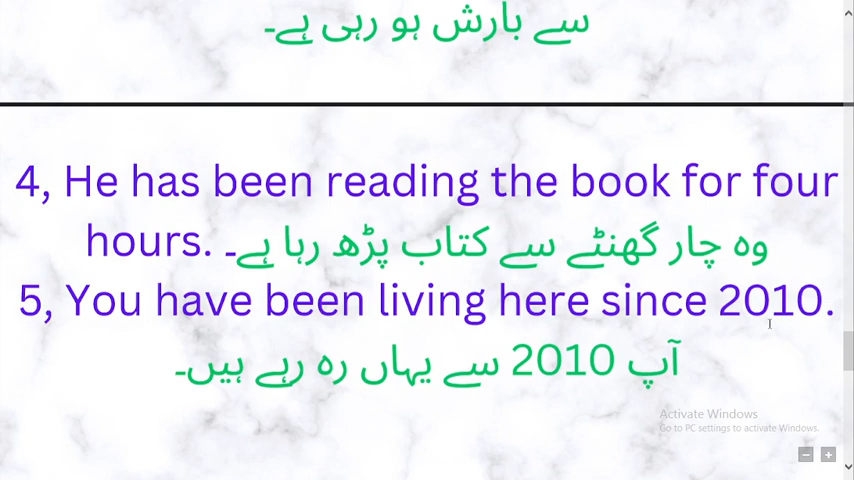 سے بارش ہو رہی ہے۔
4, He has been reading the book for four
hours. وہ چار گھنٹے سے کتاب پڑھ رہا ہے۔
5, You have been living here since 2010.
آپ 2010 سے یہاں رہ رہے ہیں۔
Activate Windows
Go to PC settings to activate Windows.